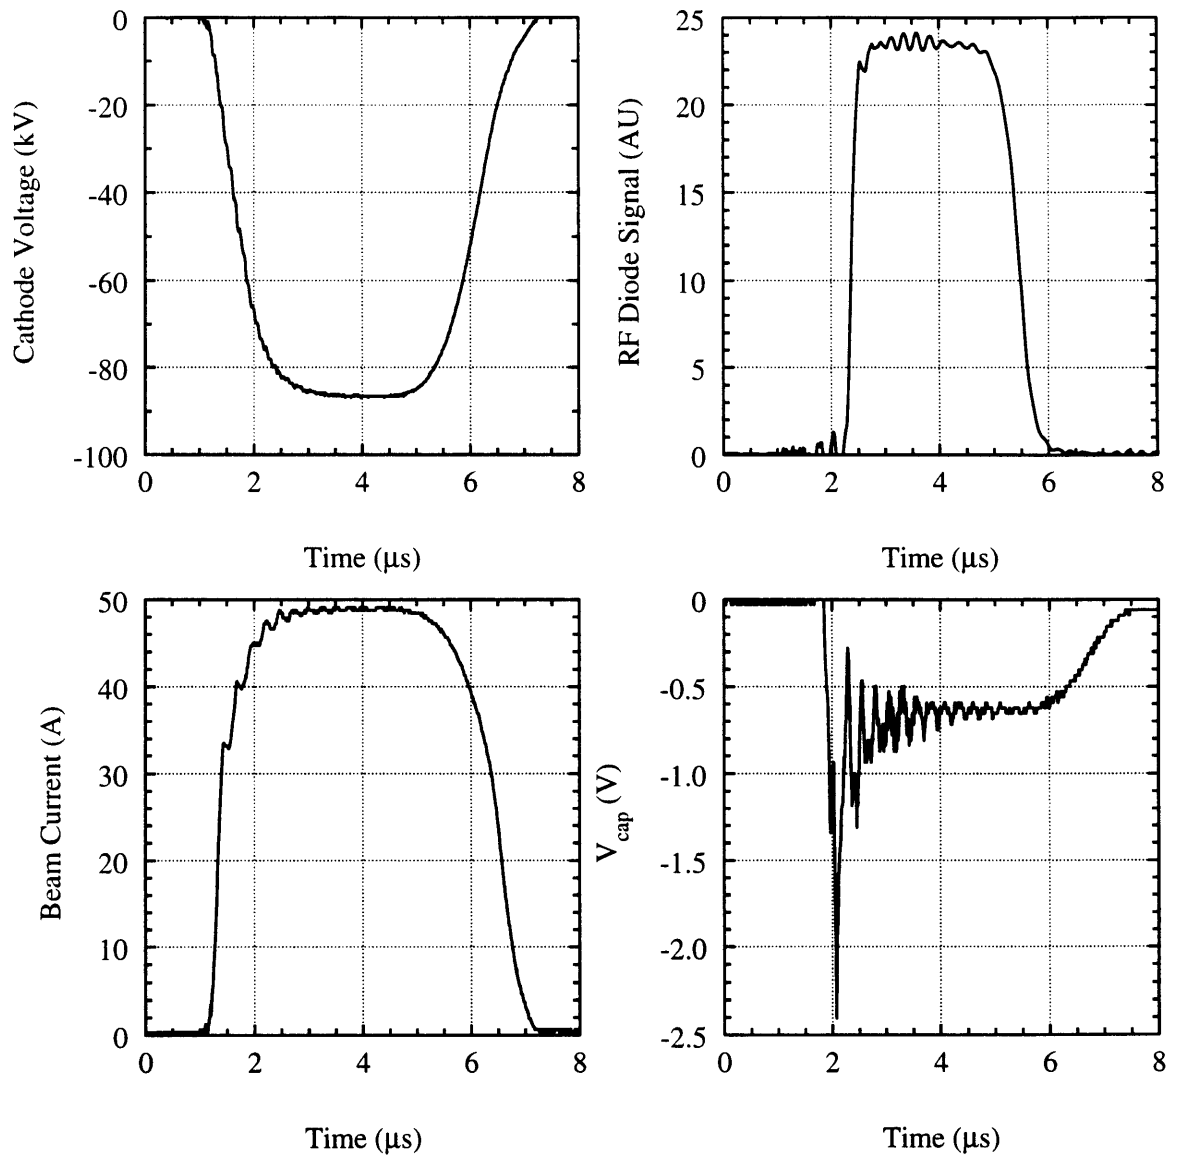 0
-20
-40
-60
-80
-100
Cathode Voltage (kV)
0 2 4 6 8
Time (μs)
25
20
15
10
5
0
RF Diode Signal (AU)
0 2 4 6 8
Time (μs)
50
40
30
20
10
0
Beam Current (A)
0 2 4 6 8
Time (μs)
0
-0.5
-1.0
-1.5
-2.0
-2.5
Vcap (V)
0 2 4 6 8
Time (μs)